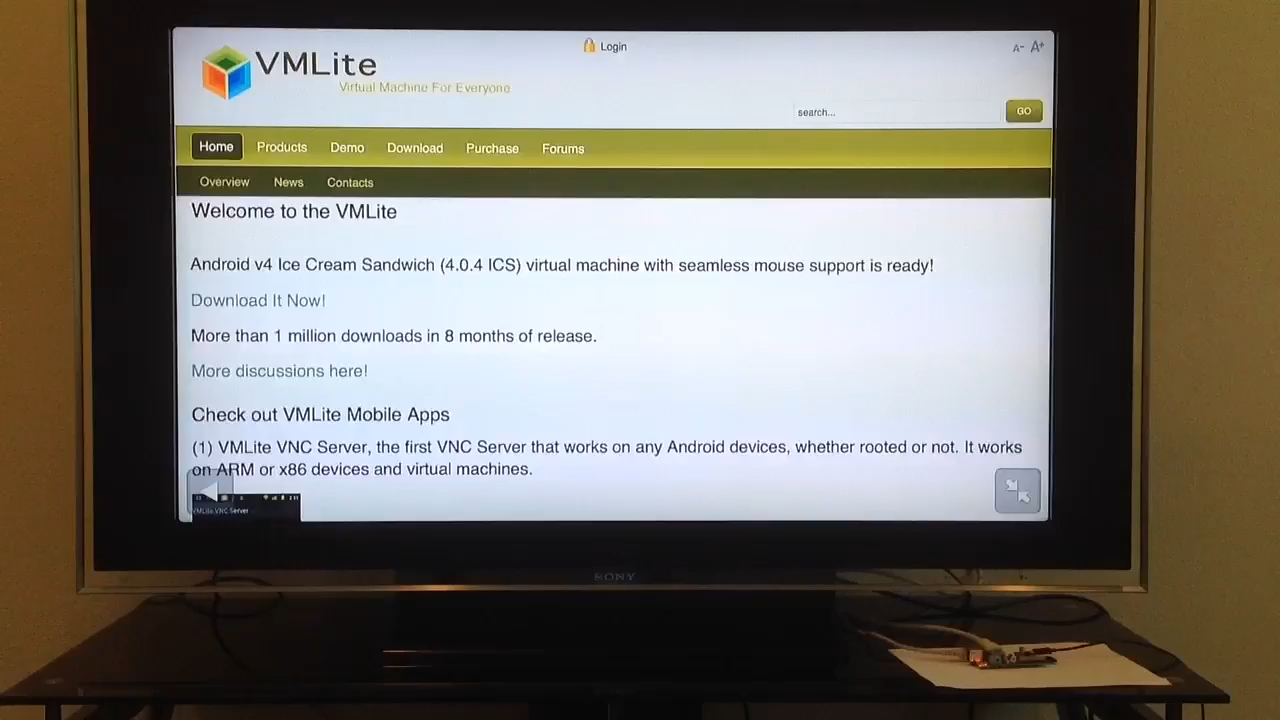 VMLite
Virtual Machine For Everyone
Login
A- A+
search...
GO
Home Products Demo Download Purchase Forums
Overview News Contacts
Welcome to the VMLite
Android v4 Ice Cream Sandwich (4.0.4 ICS) virtual machine with seamless mouse support is ready!
Download It Now!
More than 1 million downloads in 8 months of release.
More discussions here!
Check out VMLite Mobile Apps
(1) VMLite VNC Server, the first VNC Server that works on any Android devices, whether rooted or not. It works
on ARM or x86 devices and virtual machines.
VMLite VNC Server
SONY